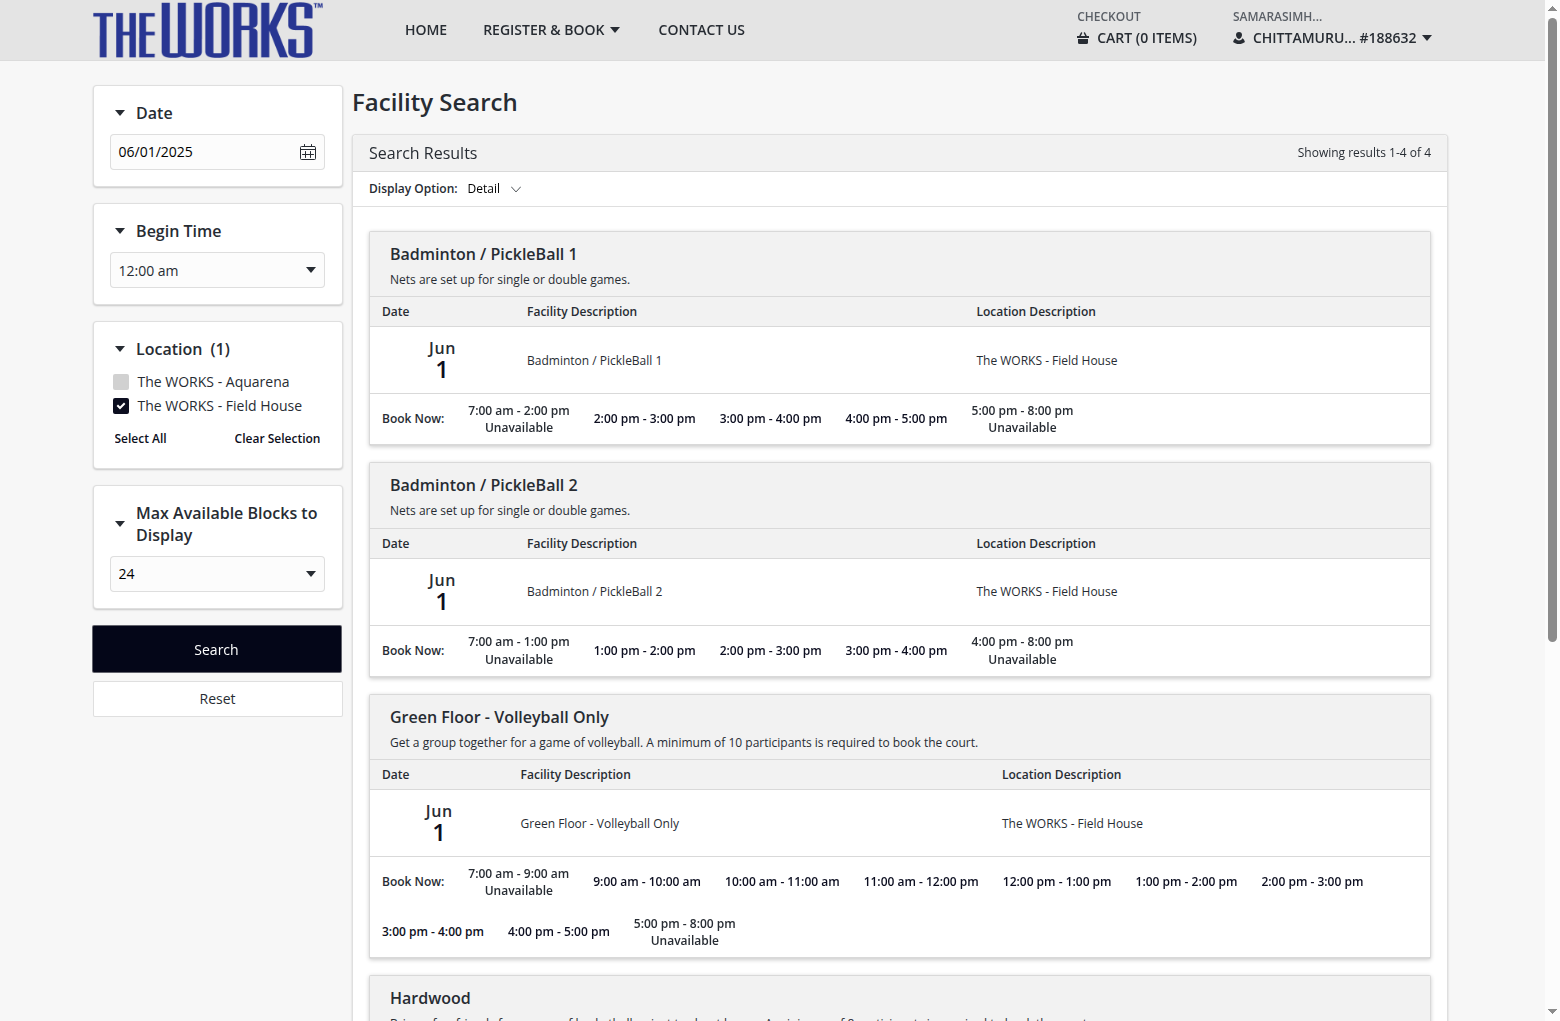 THE WORKS™
HOME
REGISTER & BOOK
CONTACT US
CHECKOUT
CART (0 ITEMS)
SAMARASIMH...
CHITTAMURU... #188632
Date
06/01/2025
Begin Time
12:00 am
Location (1)
The WORKS - Aquarena
The WORKS - Field House
Select All Clear Selection
Max Available Blocks to
Display
24
Search
Reset
Facility Search
Search Results Showing results 1-4 of 4
Display Option: Detail
Badminton / PickleBall 1
Nets are set up for single or double games.
Date Facility Description Location Description
Jun
1
Badminton / PickleBall 1 The WORKS - Field House
Book Now: 7:00 am - 2:00 pm Unavailable 2:00 pm - 3:00 pm 3:00 pm - 4:00 pm 4:00 pm - 5:00 pm 5:00 pm - 8:00 pm Unavailable
Badminton / PickleBall 2
Nets are set up for single or double games.
Date Facility Description Location Description
Jun
1
Badminton / PickleBall 2 The WORKS - Field House
Book Now: 7:00 am - 1:00 pm Unavailable 1:00 pm - 2:00 pm 2:00 pm - 3:00 pm 3:00 pm - 4:00 pm 4:00 pm - 8:00 pm Unavailable
Green Floor - Volleyball Only
Get a group together for a game of volleyball. A minimum of 10 participants is required to book the court.
Date Facility Description Location Description
Jun
1
Green Floor - Volleyball Only The WORKS - Field House
Book Now: 7:00 am - 9:00 am Unavailable 9:00 am - 10:00 am 10:00 am - 11:00 am 11:00 am - 12:00 pm 12:00 pm - 1:00 pm 1:00 pm - 2:00 pm 2:00 pm - 3:00 pm
3:00 pm - 4:00 pm 4:00 pm - 5:00 pm 5:00 pm - 8:00 pm Unavailable
Hardwood